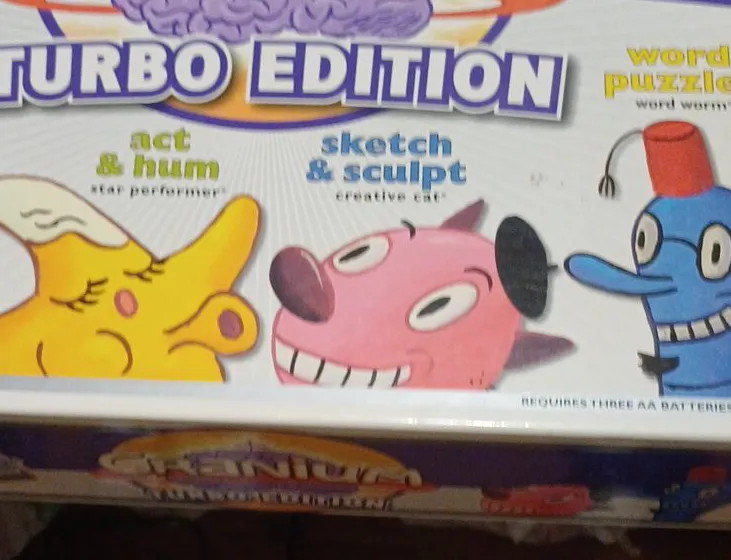 TURBO EDITION
act
& hum
star performer
sketch
& sculpt
creative cat
word
puzzle
word worm
REQUIRES THREE AA BATTERIES
CRANIUM
TURBO EDITION